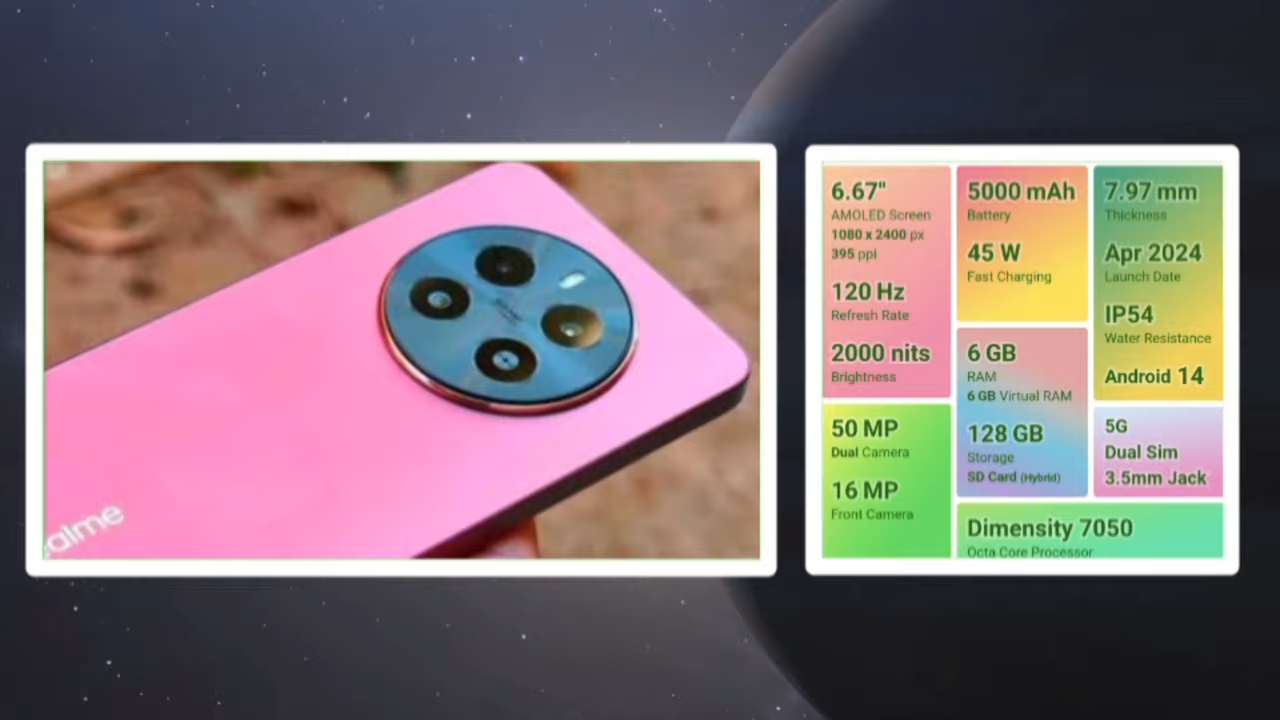 ealme
6.67"
AMOLED Screen
1080 x 2400 px
395 ppi
120 Hz
Refresh Rate
2000 nits
Brightness
50 MP
Dual Camera
16 MP
Front Camera
5000 mAh
Battery
45 W
Fast Charging
6 GB
RAM
6 GB Virtual RAM
128 GB
Storage
SD Card (Hybrid)
7.97 mm
Thickness
Apr 2024
Launch Date
IP54
Water Resistance
Android 14
5G
Dual Sim
3.5mm Jack
Dimensity 7050
Octa Core Processor